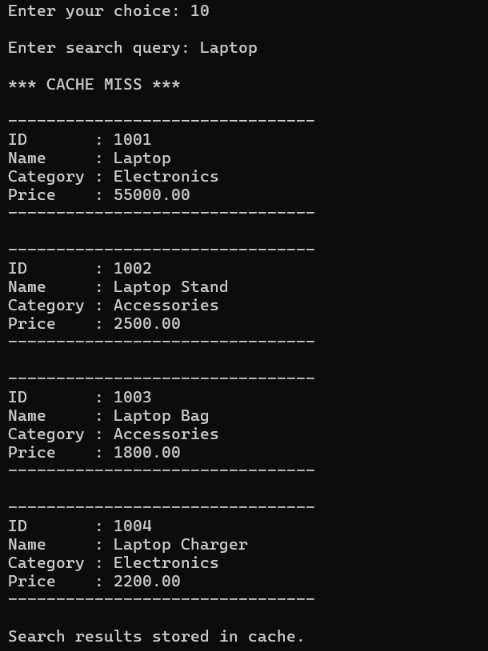 Enter your choice: 10
Enter search query: Laptop
*** CACHE MISS ***
--------------------------------
ID       : 1001
Name     : Laptop
Category : Electronics
Price    : 55000.00
--------------------------------
--------------------------------
ID       : 1002
Name     : Laptop Stand
Category : Accessories
Price    : 2500.00
--------------------------------
--------------------------------
ID       : 1003
Name     : Laptop Bag
Category : Accessories
Price    : 1800.00
--------------------------------
--------------------------------
ID       : 1004
Name     : Laptop Charger
Category : Electronics
Price    : 2200.00
--------------------------------
Search results stored in cache.